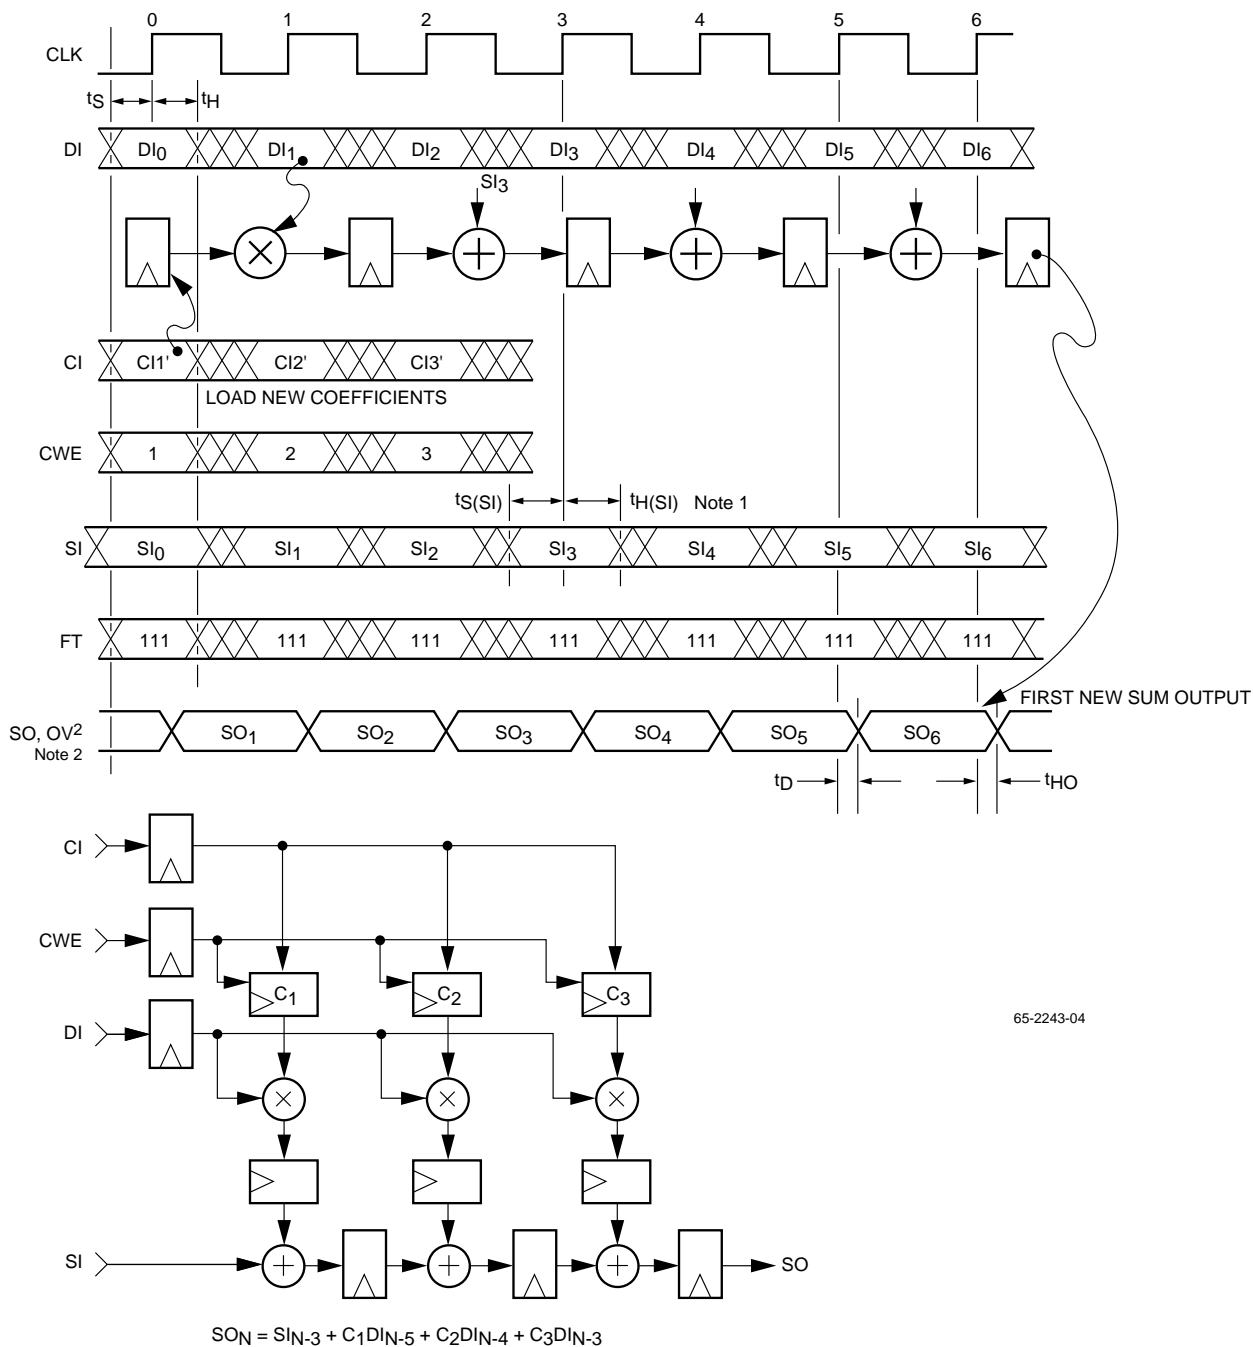 0 1 2 3 4 5 6
CLK
tS tH
DI DI0 DI1 DI2 DI3 DI4 DI5 DI6
SI3
CI CI1' CI2' CI3'
LOAD NEW COEFFICIENTS
CWE 1 2 3
tS(SI) tH(SI) Note 1
SI SI0 SI1 SI2 SI3 SI4 SI5 SI6
FT 111 111 111 111 111 111 111
FIRST NEW SUM OUTPUT
SO, OV2 SO1 SO2 SO3 SO4 SO5 SO6
Note 2
tD tHO
CI
CWE
C1 C2 C3
DI
65-2243-04
SI SO
SON = SIN-3 + C1DIN-5 + C2DIN-4 + C3DIN-3